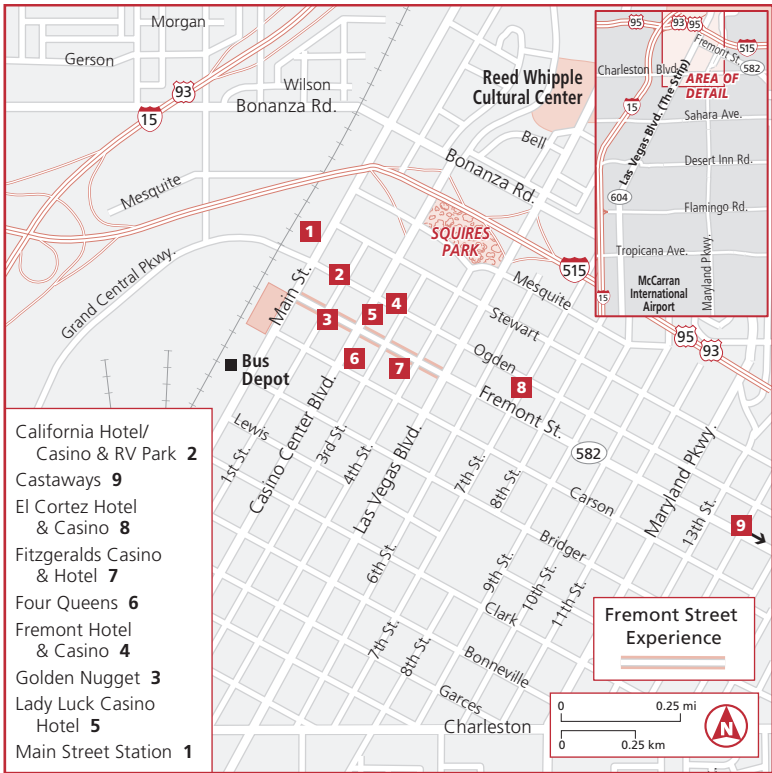 Morgan
Gerson
Wilson
Bonanza Rd.
93
15
Mesquite
Grand Central Pkwy.
Reed Whipple
Cultural Center
Bell
Bonanza Rd.
SQUIRES
PARK
515
Mesquite
Stewart
Ogden
Fremont St.
582
95
93
95
93
95
515
Fremont St.
582
Charleston Blvd.
AREA OF
DETAIL
Las Vegas Blvd. (The Strip)
15
Sahara Ave.
Desert Inn Rd.
604
Flamingo Rd.
Tropicana Ave.
Maryland Pkwy.
McCarran
International
Airport
15
1
2
3
4
5
6
7
8
9
Main St.
Bus
Depot
Lewis
1st St.
Casino Center Blvd.
3rd St.
4th St.
Las Vegas Blvd.
6th St.
7th St.
8th St.
7th St.
8th St.
9th St.
10th St.
11th St.
Maryland Pkwy.
13th St.
Carson
Bridger
Clark
Bonneville
Garces
Charleston
California Hotel/
Casino & RV Park 2
Castaways 9
El Cortez Hotel
& Casino 8
Fitzgeralds Casino
& Hotel 7
Four Queens 6
Fremont Hotel
& Casino 4
Golden Nugget 3
Lady Luck Casino
Hotel 5
Main Street Station 1
Fremont Street
Experience
0 0.25 mi
0 0.25 km
N